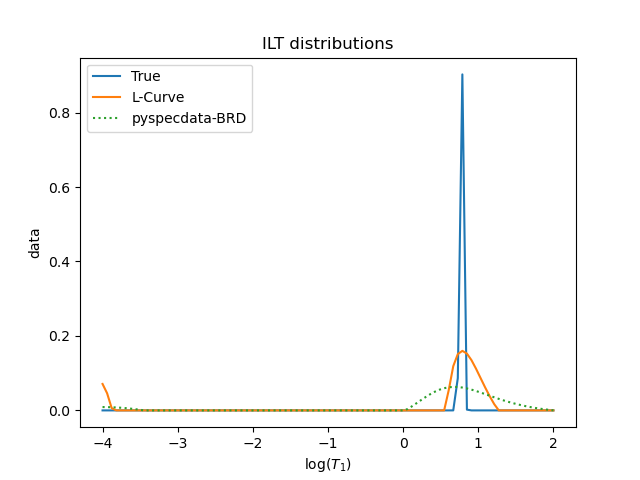 ILT distributions
True
L-Curve
pyspecdata-BRD
data
0.8
0.6
0.4
0.2
0.0
−4 −3 −2 −1 0 1 2
log(T₁)